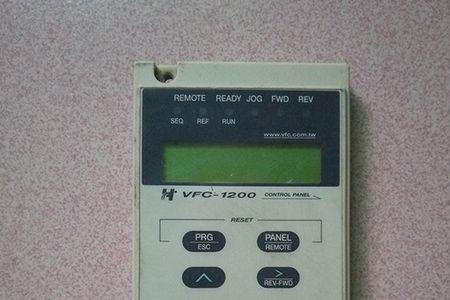 REMOTE READY JOG FWD REV
SEQ REF RUN
www.vfc.com.tw
H VFC-1200 CONTROL PANEL
RESET
PRG PANEL
ESC REMOTE
> 
REV-FWD